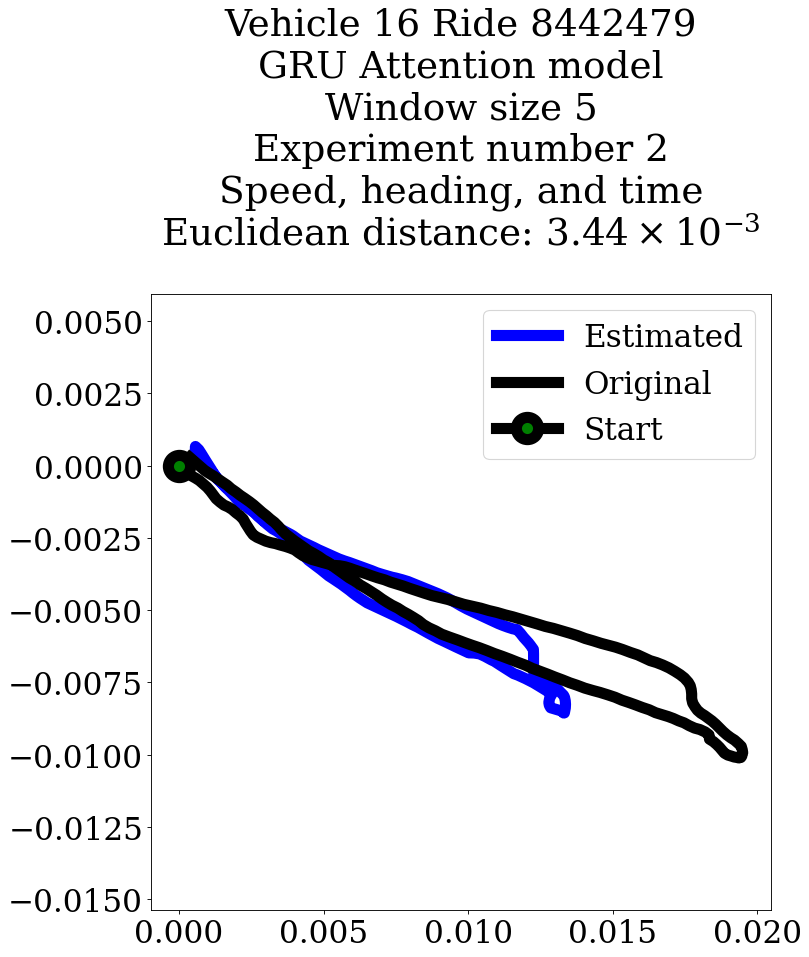 Vehicle 16 Ride 8442479
GRU Attention model
Window size 5
Experiment number 2
Speed, heading, and time
Euclidean distance: 3.44 × 10⁻³
Estimated
Original
Start
0.0050
0.0025
0.0000
−0.0025
−0.0050
−0.0075
−0.0100
−0.0125
−0.0150
0.000 0.005 0.010 0.015 0.020